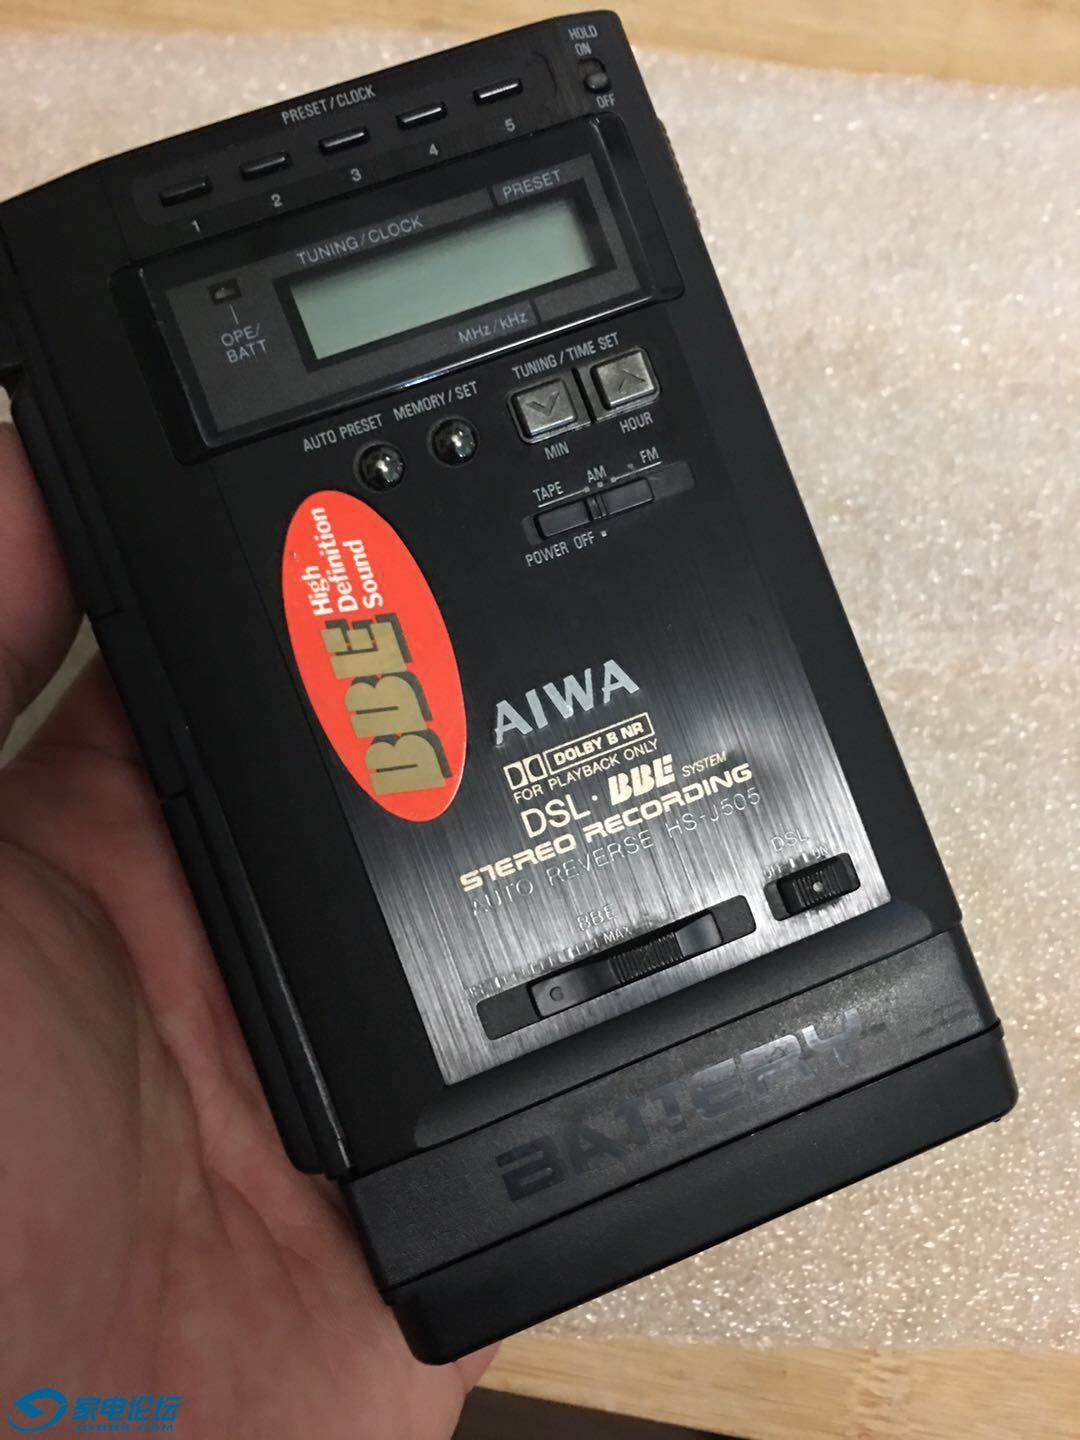 HOLD
ON
OFF
PRESET/CLOCK
1 2 3 4 5
TUNING/CLOCK
PRESET
OPE/
BATT
MHz/kHz
AUTO PRESET
MEMORY/SET
TUNING/TIME SET
MIN
HOUR
TAPE AM FM
POWER OFF
BBE
High
Definition
Sound
AIWA
DOLBY B NR
FOR PLAYBACK ONLY
DSL · BBE SYSTEM
STEREO RECORDING
AUTO REVERSE HS-J505
DSL
ON
BBE
MAX
BATTERY
家电论坛
JDBBS.COM